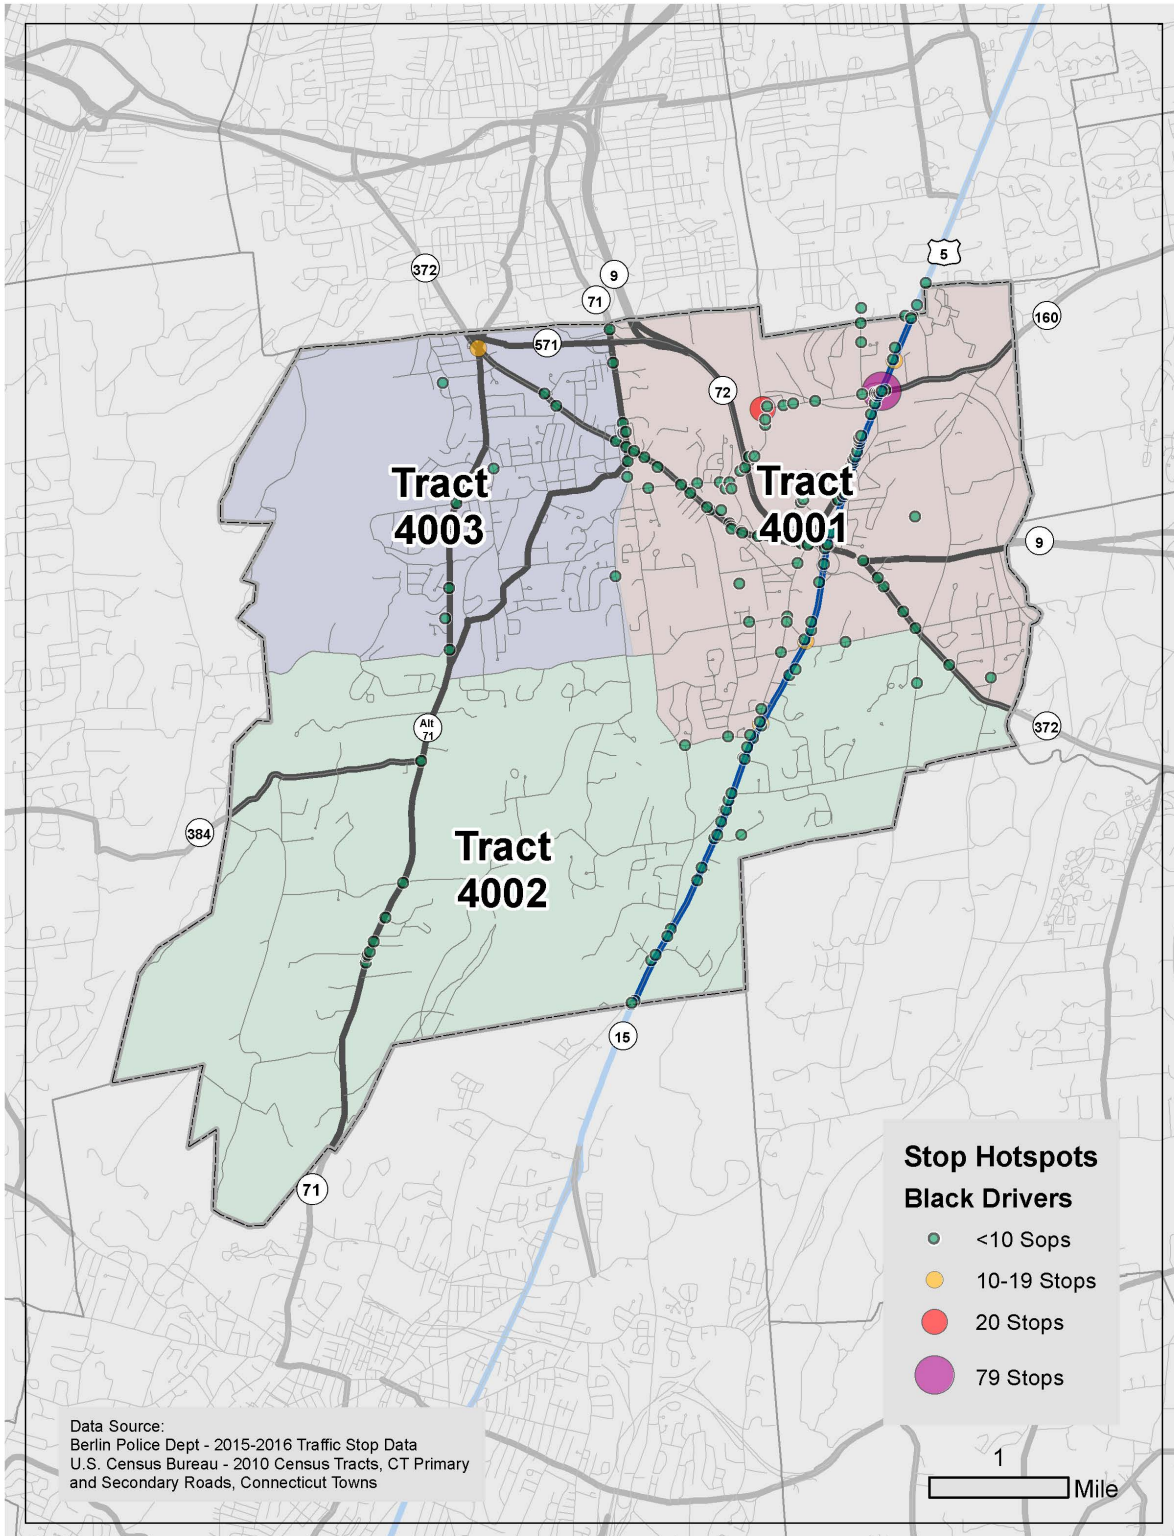 5
372
9
71
160
571
72
Tract
4003
Tract
4001
9
Alt
71
372
384
Tract
4002
15
71
Stop Hotspots
Black Drivers
<10 Sops
10-19 Stops
20 Stops
79 Stops
Data Source:
Berlin Police Dept - 2015-2016 Traffic Stop Data
U.S. Census Bureau - 2010 Census Tracts, CT Primary
and Secondary Roads, Connecticut Towns
1
Mile